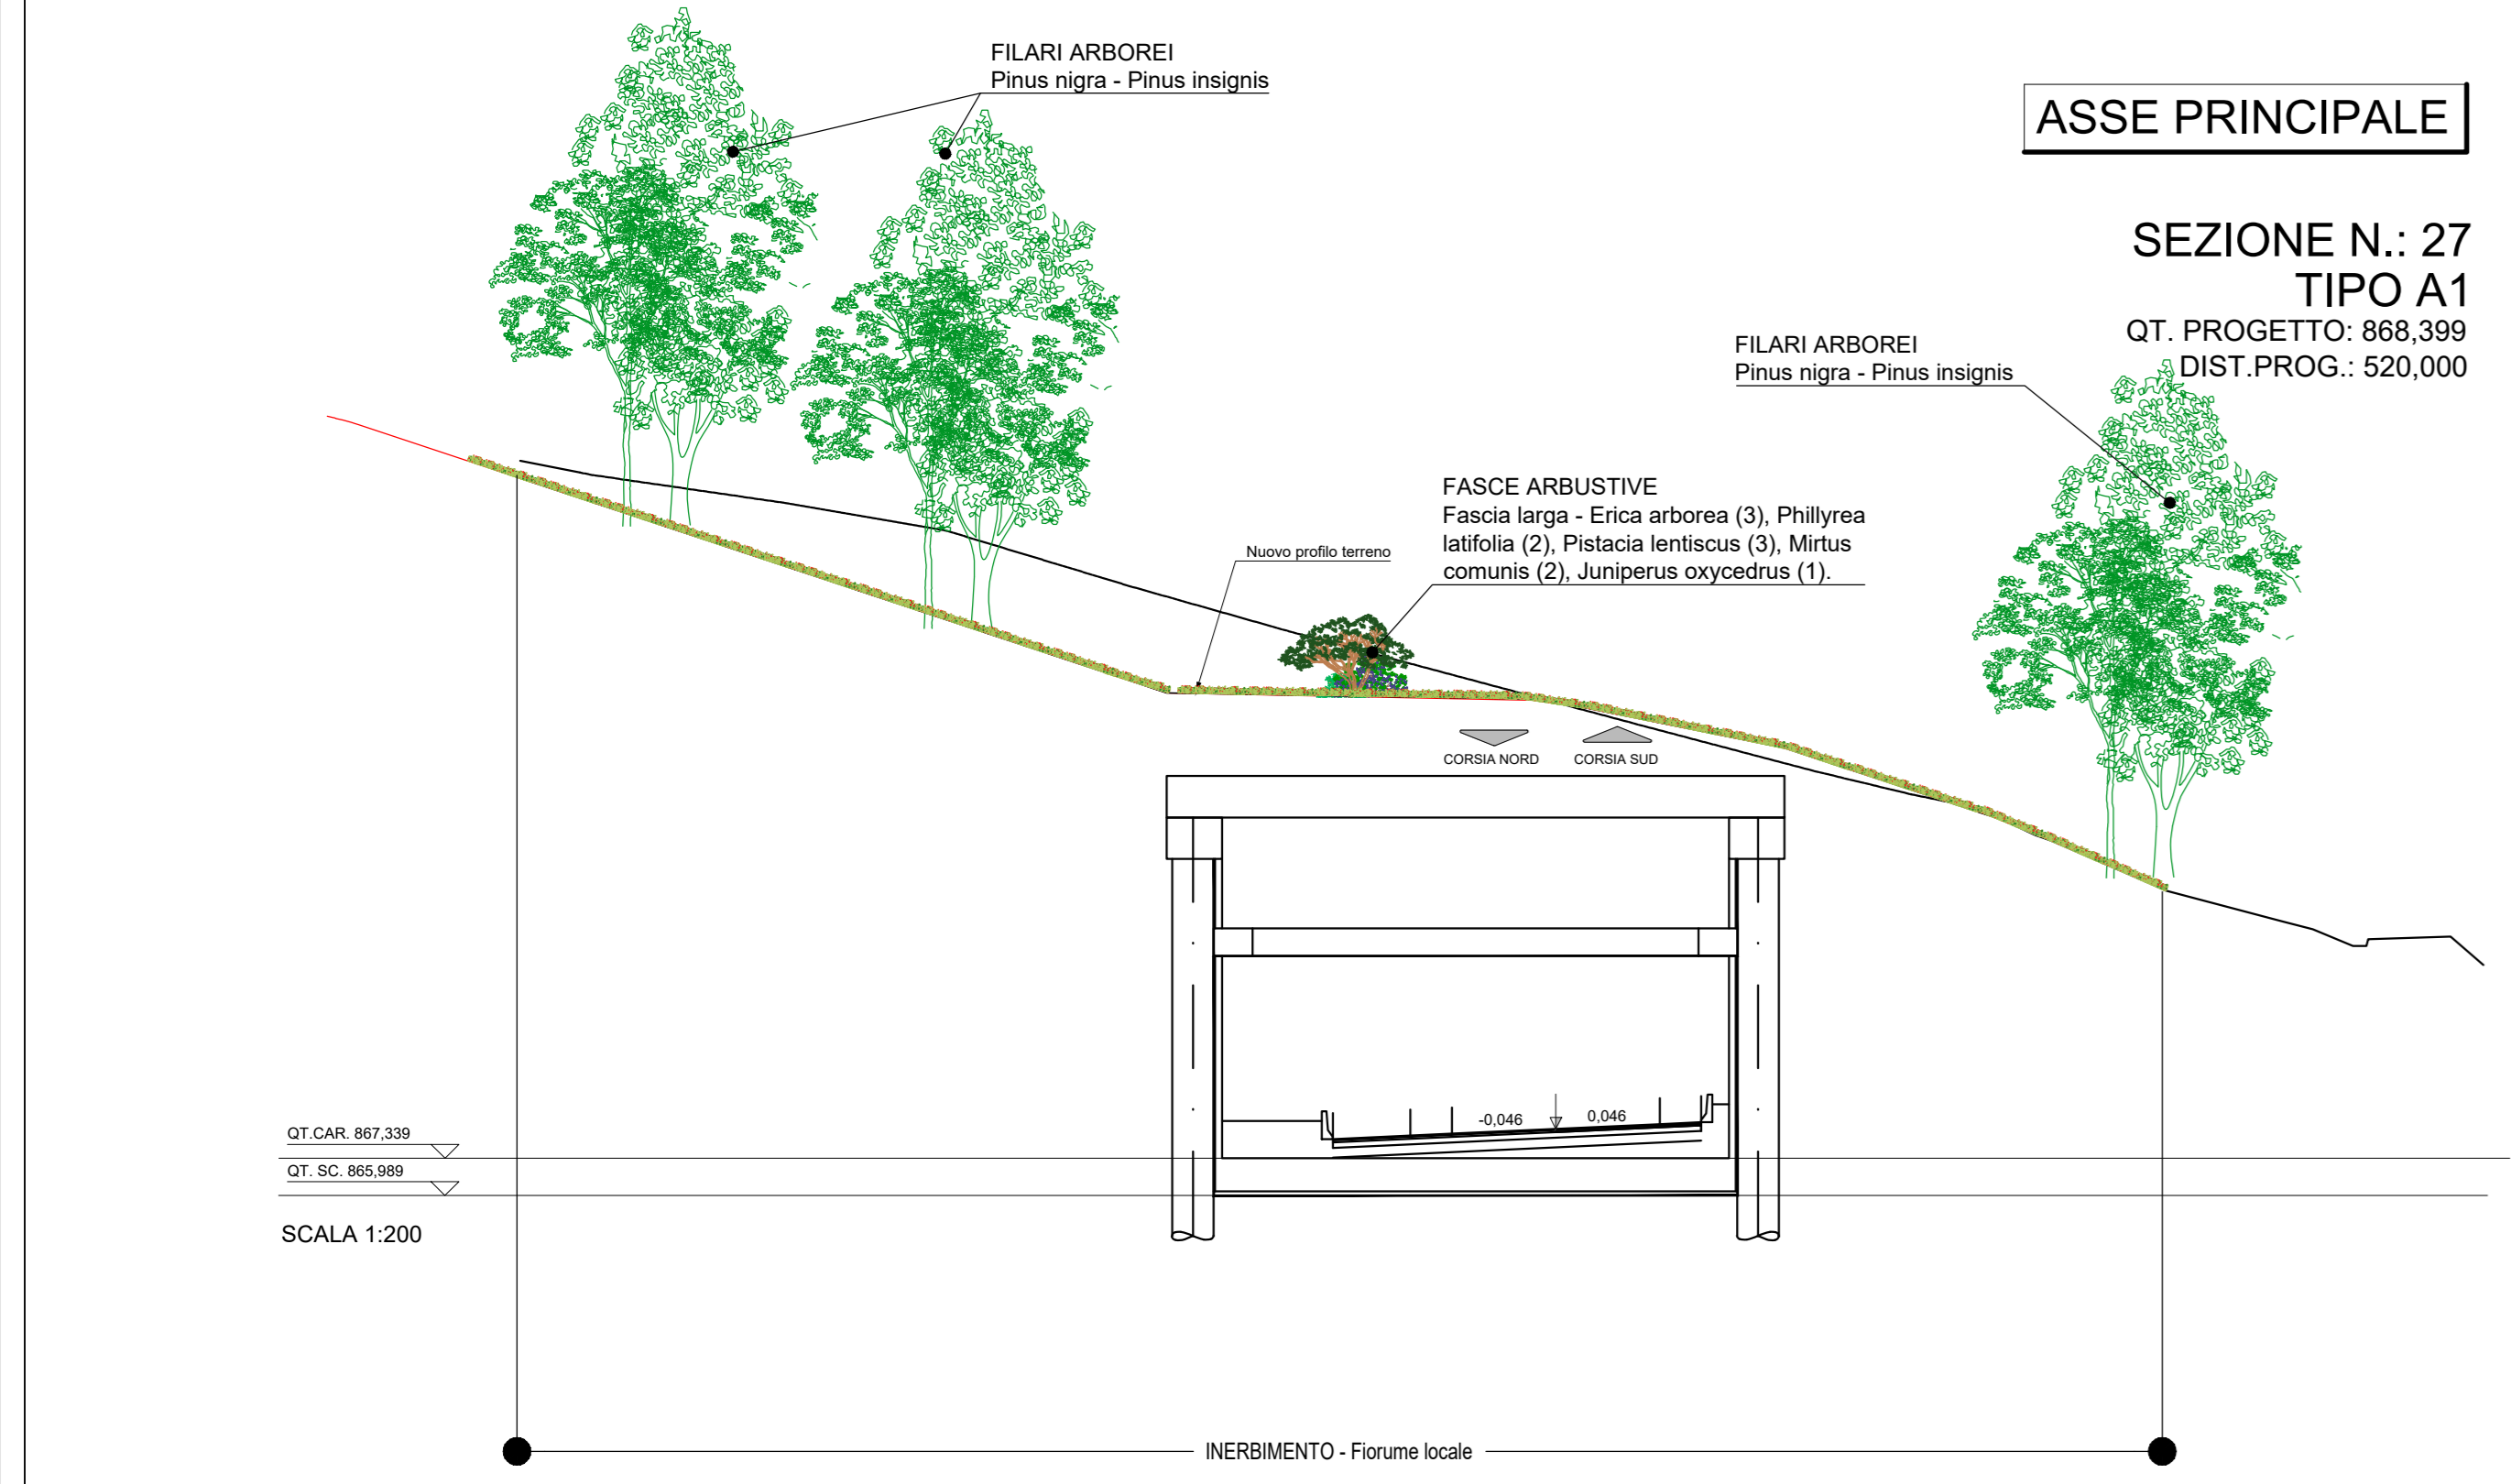 FILARI ARBOREI
Pinus nigra - Pinus insignis
ASSE PRINCIPALE
SEZIONE N.: 27
TIPO A1
QT. PROGETTO: 868,399
DIST.PROG.: 520,000
FILARI ARBOREI
Pinus nigra - Pinus insignis
FASCE ARBUSTIVE
Fascia larga - Erica arborea (3), Phillyrea
latifolia (2), Pistacia lentiscus (3), Mirtus
comunis (2), Juniperus oxycedrus (1).
Nuovo profilo terreno
CORSIA NORD
CORSIA SUD
-0,046
0,046
QT.CAR. 867,339
QT. SC. 865,989
SCALA 1:200
INERBIMENTO - Fiorume locale